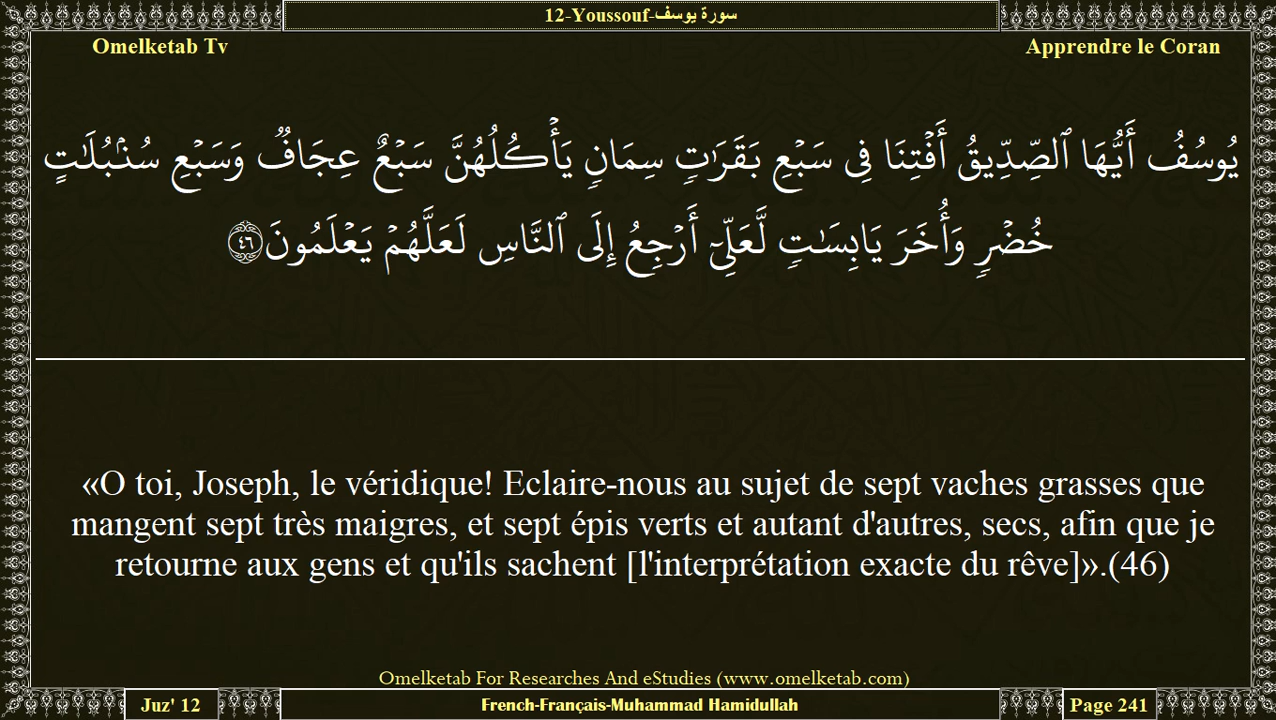 12-Youssouf-سورة يوسف
Omelketab Tv
Apprendre le Coran
يُوسُفُ أَيُّهَا ٱلصِّدِّيقُ أَفْتِنَا فِى سَبْعِ بَقَرَٰتٍ سِمَانٍ يَأْكُلُهُنَّ سَبْعٌ عِجَافٌ وَسَبْعِ سُنۢبُلَٰتٍ
خُضْرٍ وَأُخَرَ يَابِسَٰتٍ لَّعَلِّىٓ أَرْجِعُ إِلَى ٱلنَّاسِ لَعَلَّهُمْ يَعْلَمُونَ ٤٦
«O toi, Joseph, le véridique! Eclaire-nous au sujet de sept vaches grasses que
mangent sept très maigres, et sept épis verts et autant d'autres, secs, afin que je
retourne aux gens et qu'ils sachent [l'interprétation exacte du rêve]».(46)
Omelketab For Researches And eStudies (www.omelketab.com)
Juz' 12
French-Français-Muhammad Hamidullah
Page 241